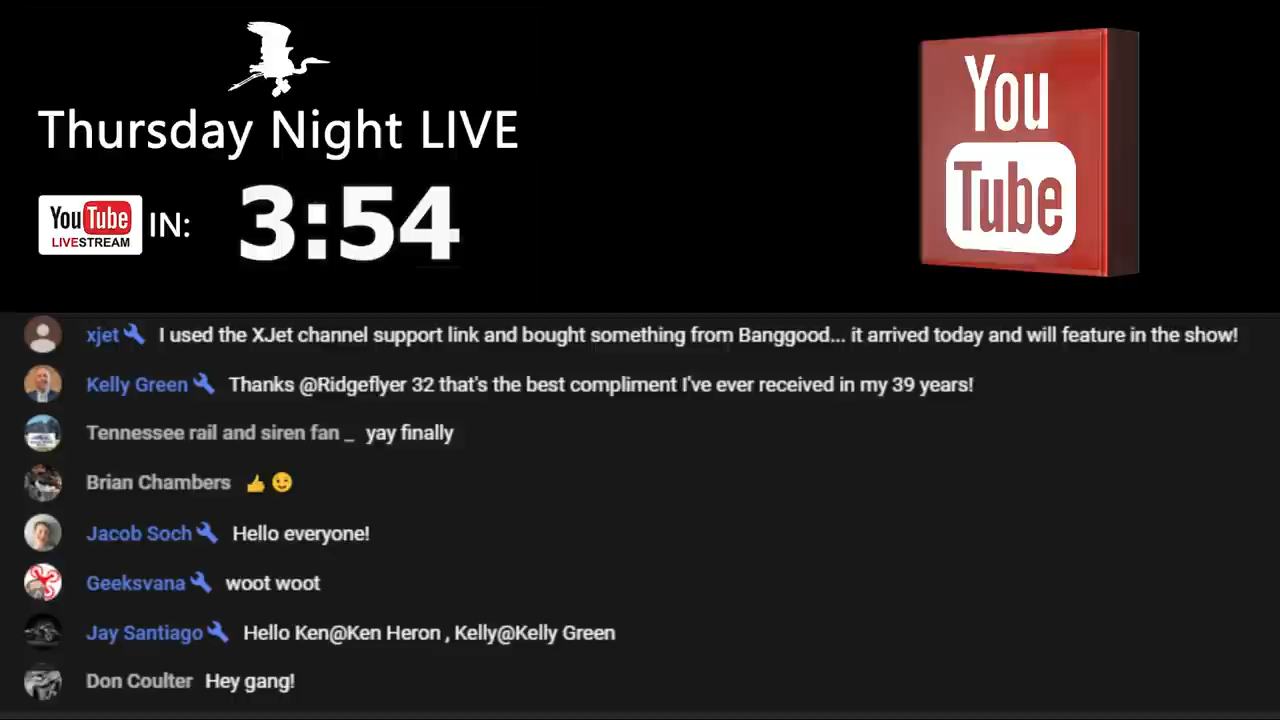 Thursday Night LIVE
YouTube
LIVESTREAM
IN: 3:54
You
Tube
xjet I used the XJet channel support link and bought something from Banggood... it arrived today and will feature in the show!
Kelly Green Thanks @Ridgeflyer 32 that's the best compliment I've ever received in my 39 years!
Tennessee rail and siren fan _ yay finally
Brian Chambers 👍 😉
Jacob Soch Hello everyone!
Geeksvana woot woot
Jay Santiago Hello Ken@Ken Heron , Kelly@Kelly Green
Don Coulter Hey gang!